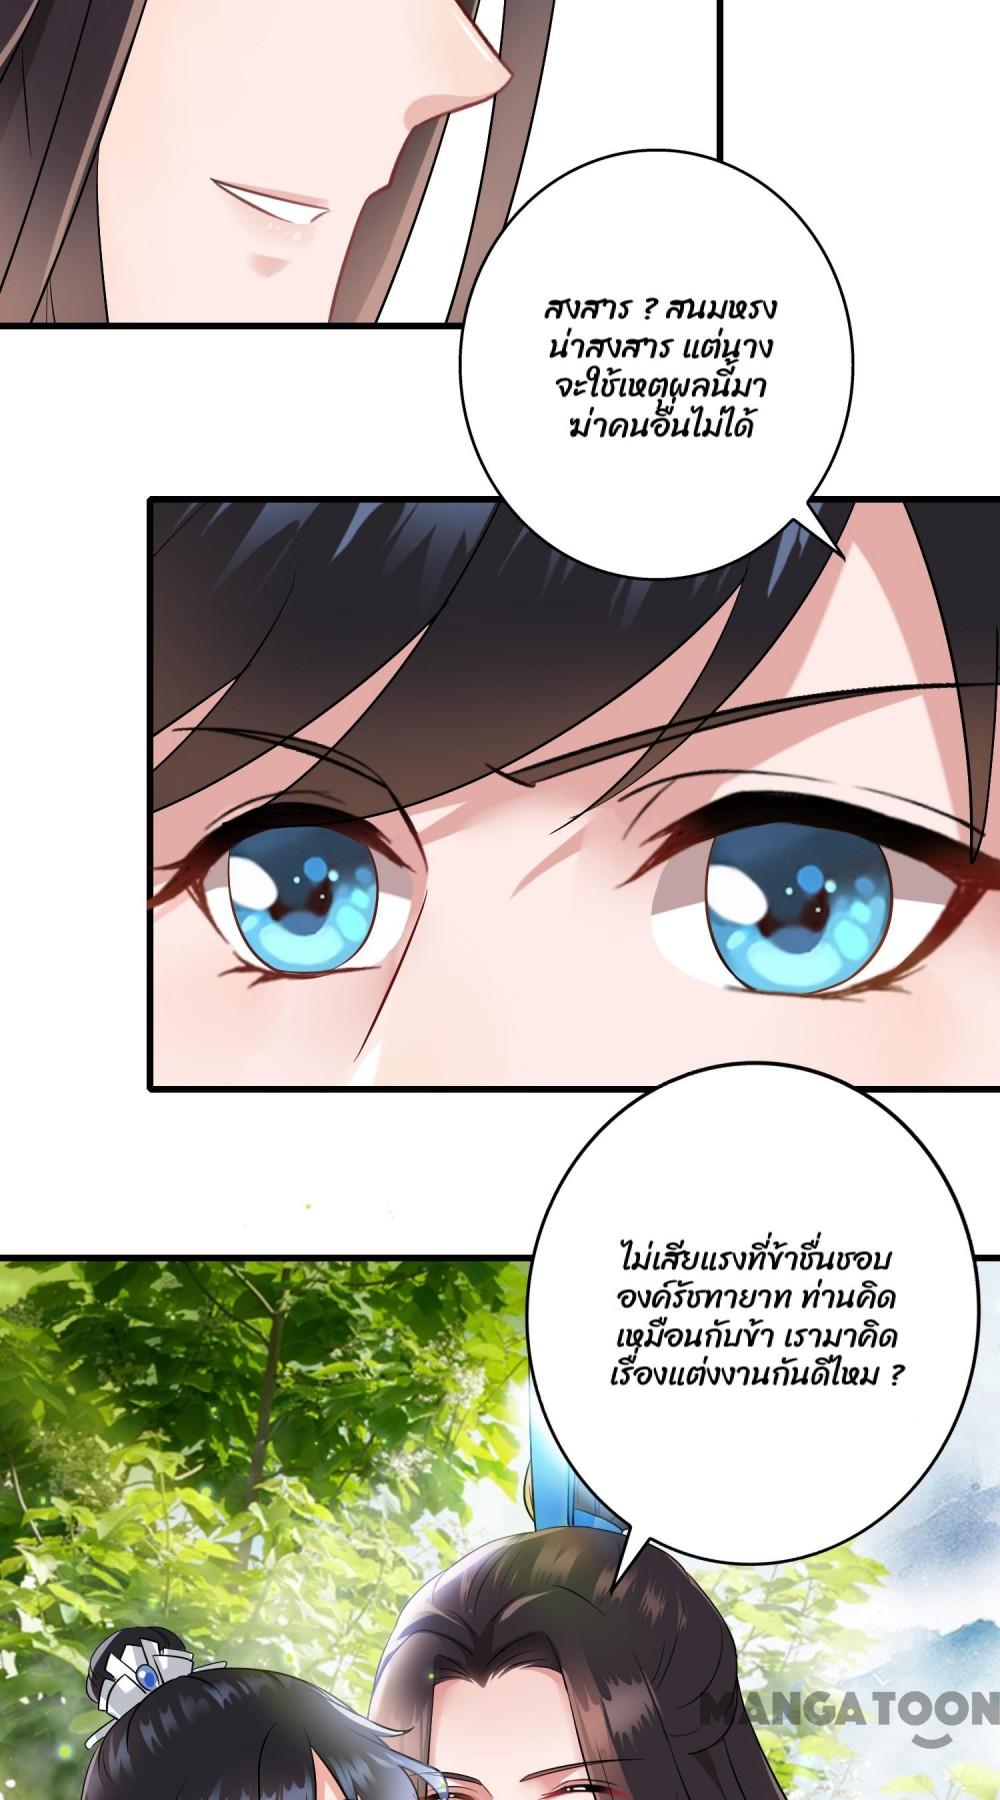 สงสาร ? สนมหรง
น่าสงสาร แต่นาง
จะใช้เหตุผลนี้มา
ฆ่าคนอื่นไม่ได้
ไม่เสียแรงที่ข้าชื่นชอบ
องค์รัชทายาท ท่านคิด
เหมือนกับข้า เรามาคิด
เรื่องแต่งงานกันดีไหม ?
MANGATOON